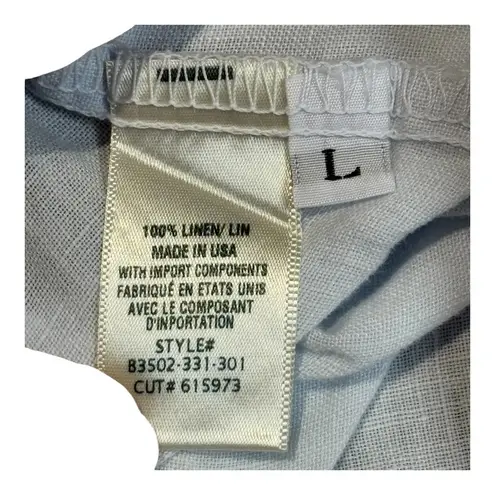 L
100% LINEN/ LIN
MADE IN USA
WITH IMPORT COMPONENTS
FABRIQUÉ EN ETATS UNIS
AVEC LE COMPOSANT
D'INPORTATION
STYLE#
B3502-331-301
CUT# 615973